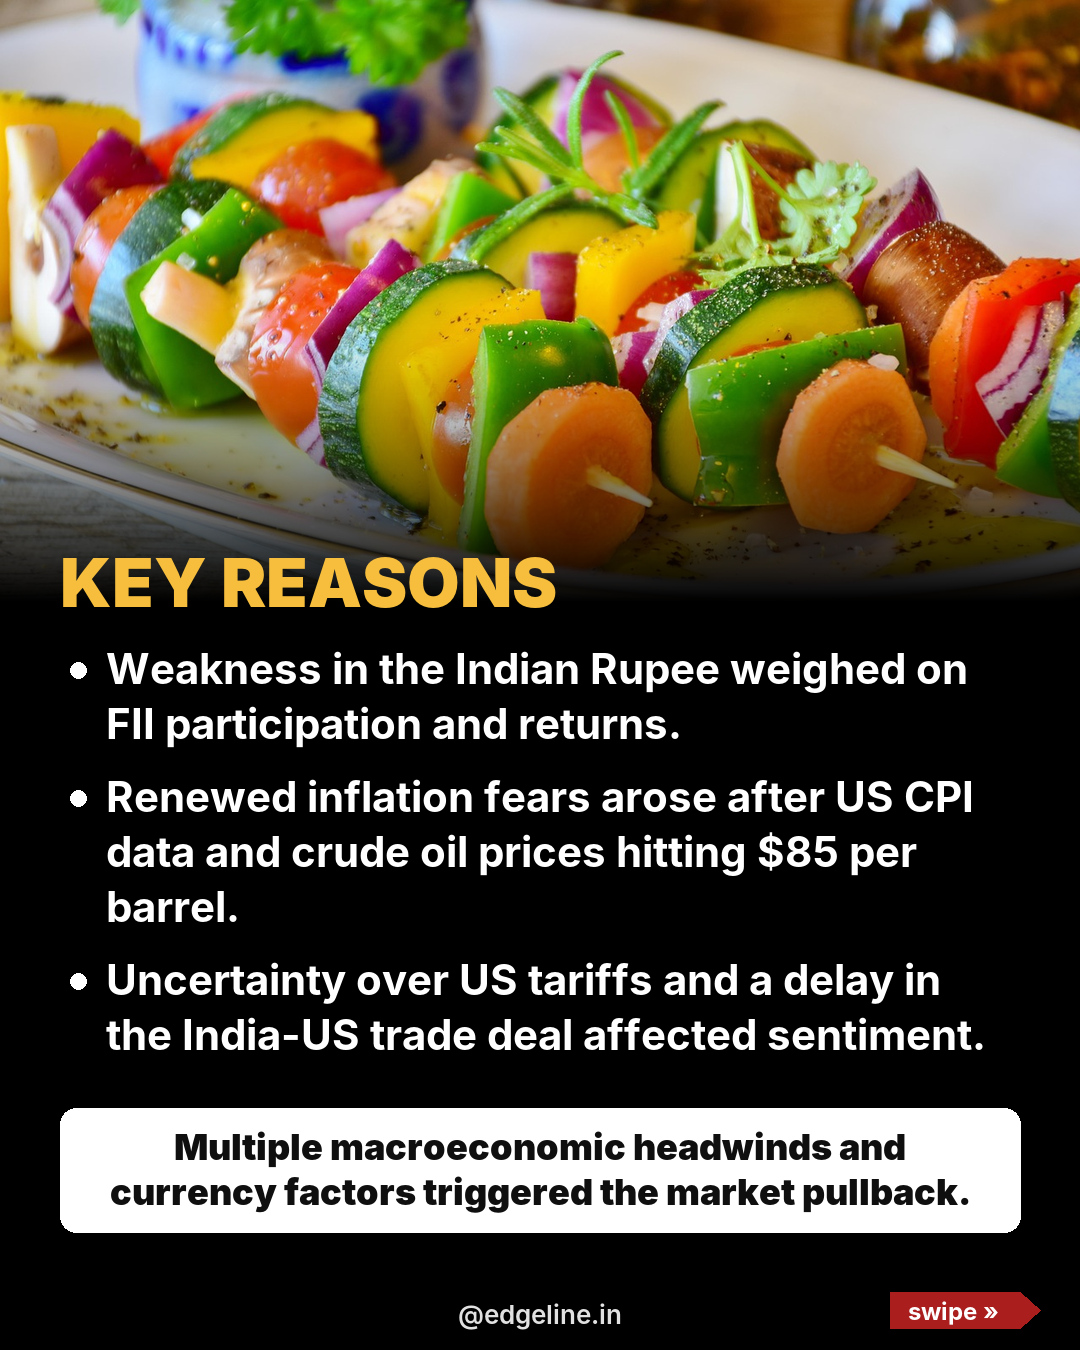 KEY REASONS
Weakness in the Indian Rupee weighed on
FII participation and returns.
Renewed inflation fears arose after US CPI
data and crude oil prices hitting $85 per
barrel.
Uncertainty over US tariffs and a delay in
the India-US trade deal affected sentiment.
Multiple macroeconomic headwinds and
currency factors triggered the market pullback.
@edgeline.in
swipe »